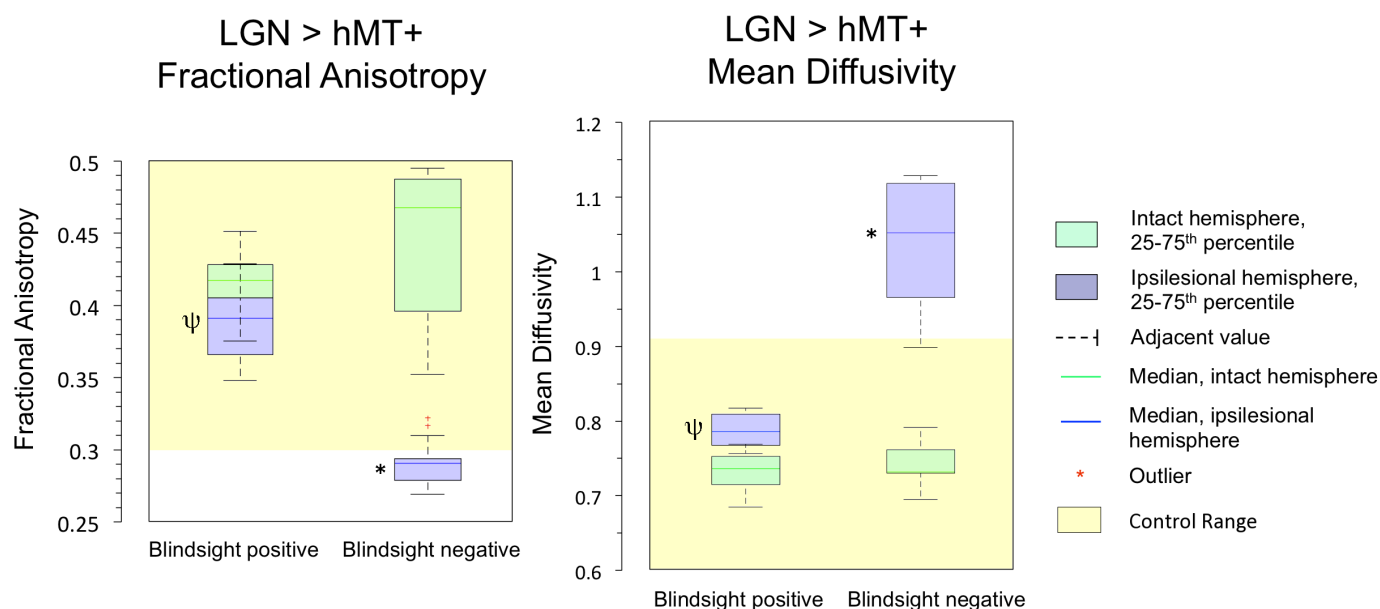 LGN > hMT+
Fractional Anisotropy
LGN > hMT+
Mean Diffusivity
Fractional Anisotropy
0.5
0.45
0.4
0.35
0.3
0.25
ψ
*
Blindsight positive
Blindsight negative
Mean Diffusivity
1.2
1.1
1
0.9
0.8
0.7
0.6
*
ψ
Blindsight positive
Blindsight negative
Intact hemisphere,
25-75th percentile
Ipsilesional hemisphere,
25-75th percentile
Adjacent value
Median, intact hemisphere
Median, ipsilesional
hemisphere
* Outlier
Control Range